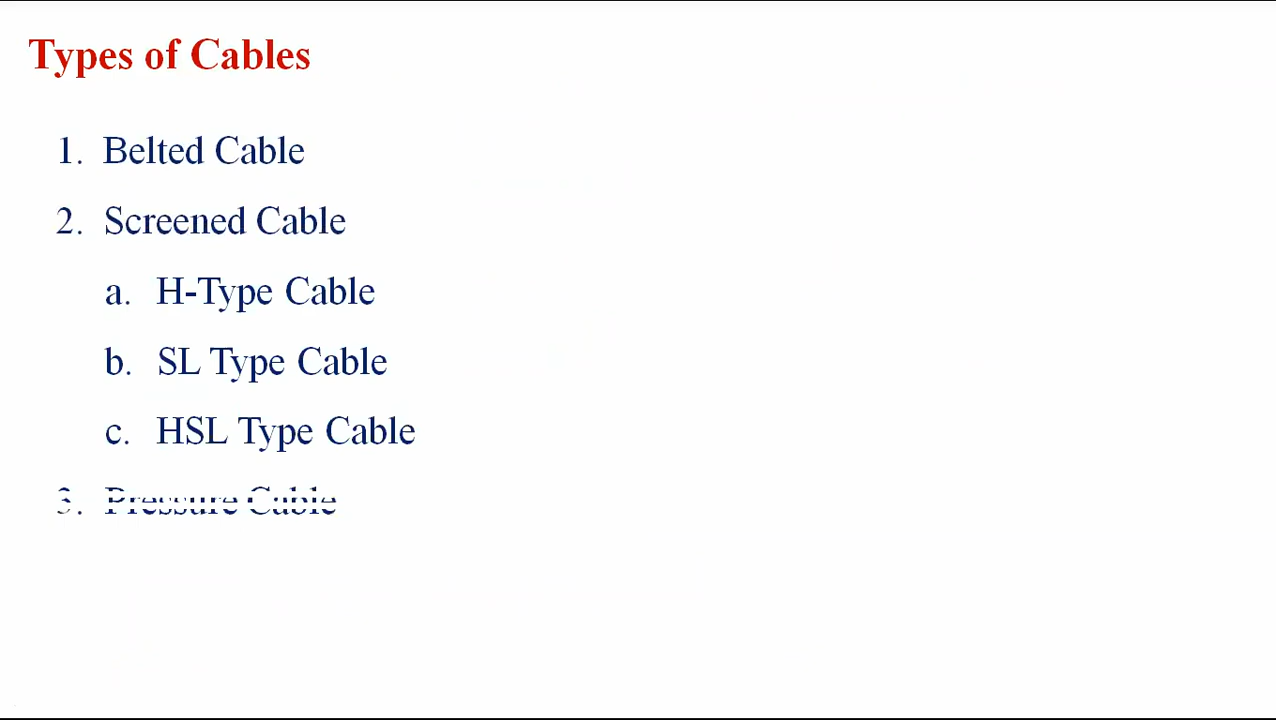 Types of Cables
1. Belted Cable
2. Screened Cable
a. H-Type Cable
b. SL Type Cable
c. HSL Type Cable
3. Pressure Cable